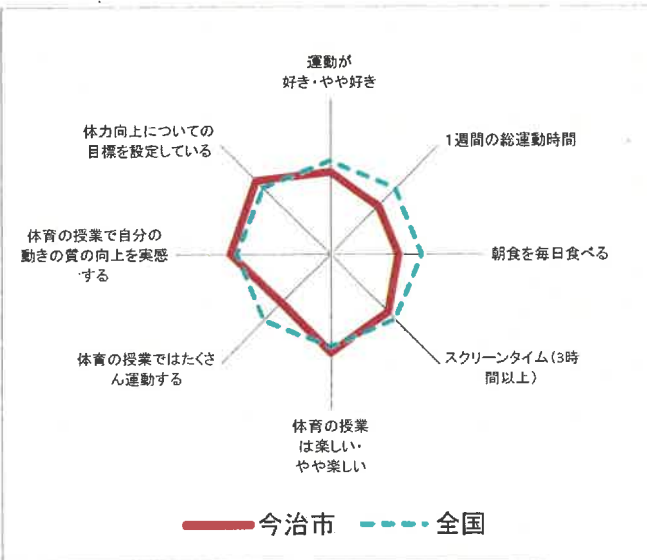 運動が
好き・やや好き
体力向上についての
目標を設定している
1週間の総運動時間
体育の授業で自分の
動きの質の向上を実感
する
朝食を毎日食べる
体育の授業ではたくさ
ん運動する
スクリーンタイム(3時
間以上)
体育の授業
は楽しい・
やや楽しい
今治市 全国